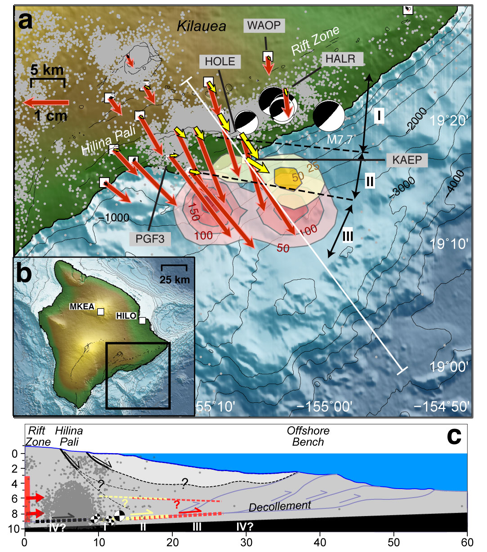 a
Kilauea
WAOP
HOLE
Rift Zone
HALR
5 km
1 cm
I
-2000
19°20'
M7.7
Hilina Pali
KAEP
50
II
-3000
-4000
-1000
150
100
50
100
III
19°10'
PGF3
b
25 km
MKEA
HILO
19°00'
-155°00'
-154°50'
Rift
Zone
Hilina
Pali
Offshore
Bench
c
0
2
4
6
8
10
?
?
?
?
?
Decollement
IV?
I
II
III
IV?
0
10
20
30
40
50
60